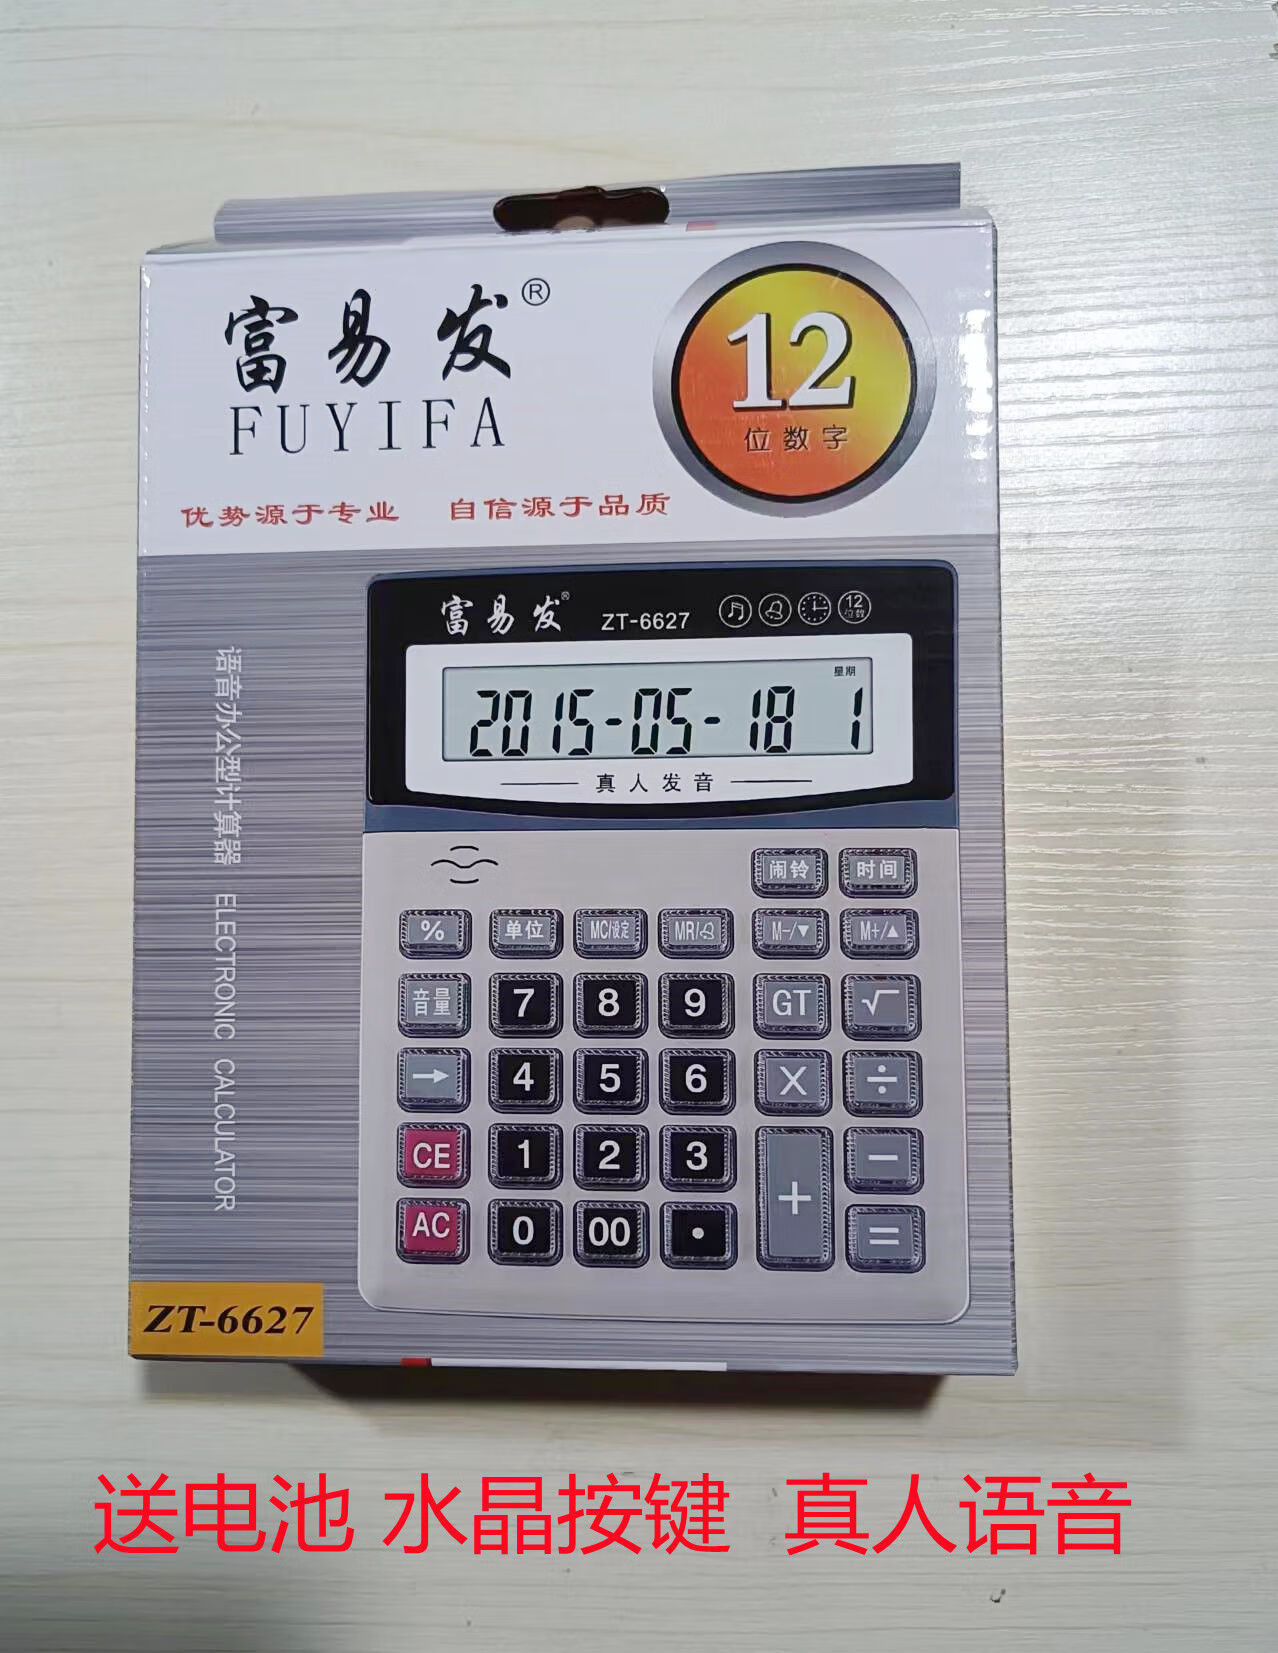 富易发®
FUYIFA
12
位数字
优势源于专业 自信源于品质
语音办公型计算器 ELECTRONIC CALCULATOR
富易发® ZT-6627 12位数
星期
2015-05-18 1
真人发音
闹铃 时间
% 单位 MC/设定 MR/ M-/▼ M+/▲
音量 7 8 9 GT √
→ 4 5 6 X ÷
CE 1 2 3 + −
AC 0 00 • =
ZT-6627
送电池 水晶按键 真人语音